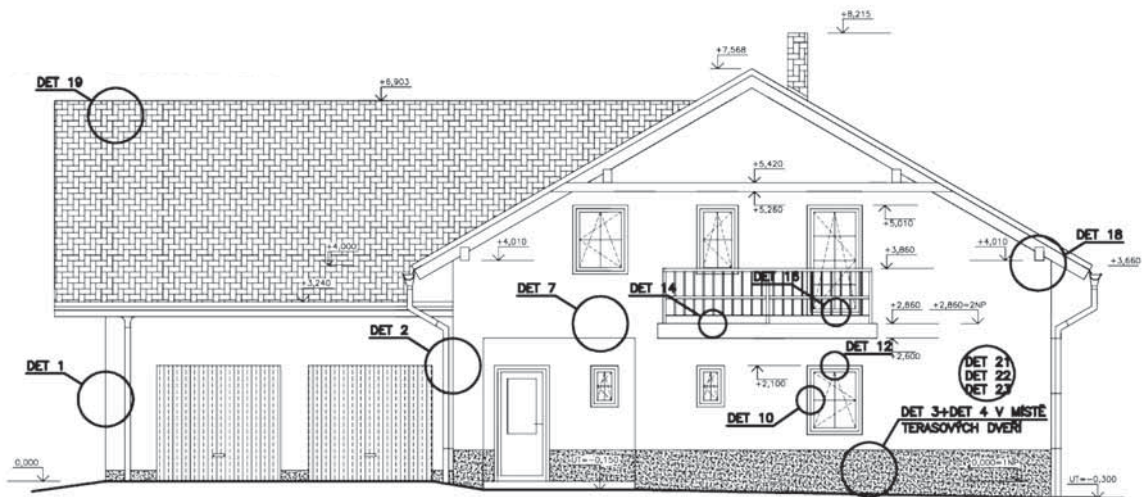 +8,215
+7,568
DET 19
+6,903
+5,420
+5,260
+5,010
DET 18
+4,000
+4,010
+3,860
+4,010
+3,660
DET 7
DET 14
+3,240
+2,860
+2,860=2NP
DET 2
DET 12
+2,600
DET 1
+2,100
DET 21
DET 22
DET 23
DET 10
DET 3+DET 4 V MÍSTĚ
TERASOVÝCH DVEŘÍ
0,000
UT=-0,300